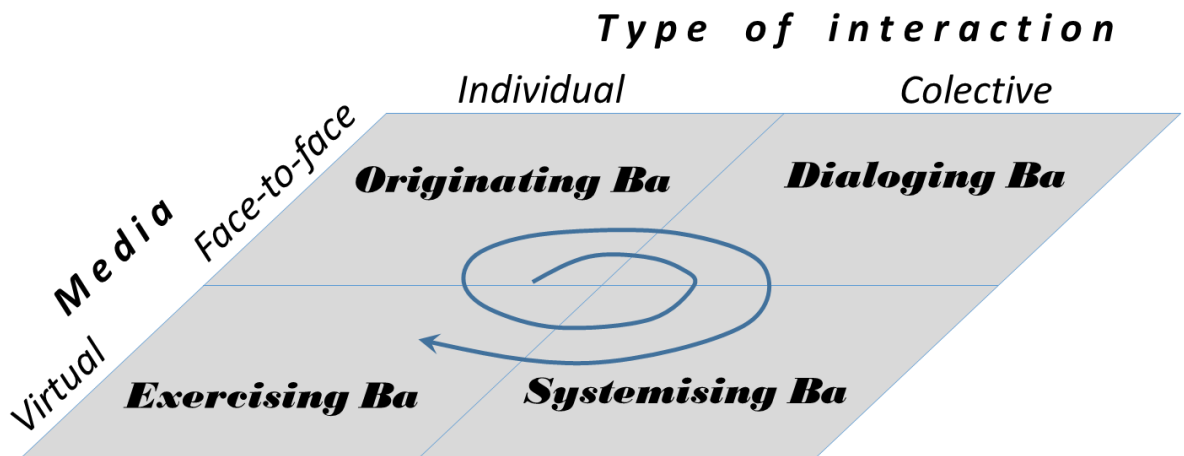 Type of interaction
Individual Colective
Face-to-face
Originating Ba Dialoging Ba
Media
Virtual
Exercising Ba Systemising Ba